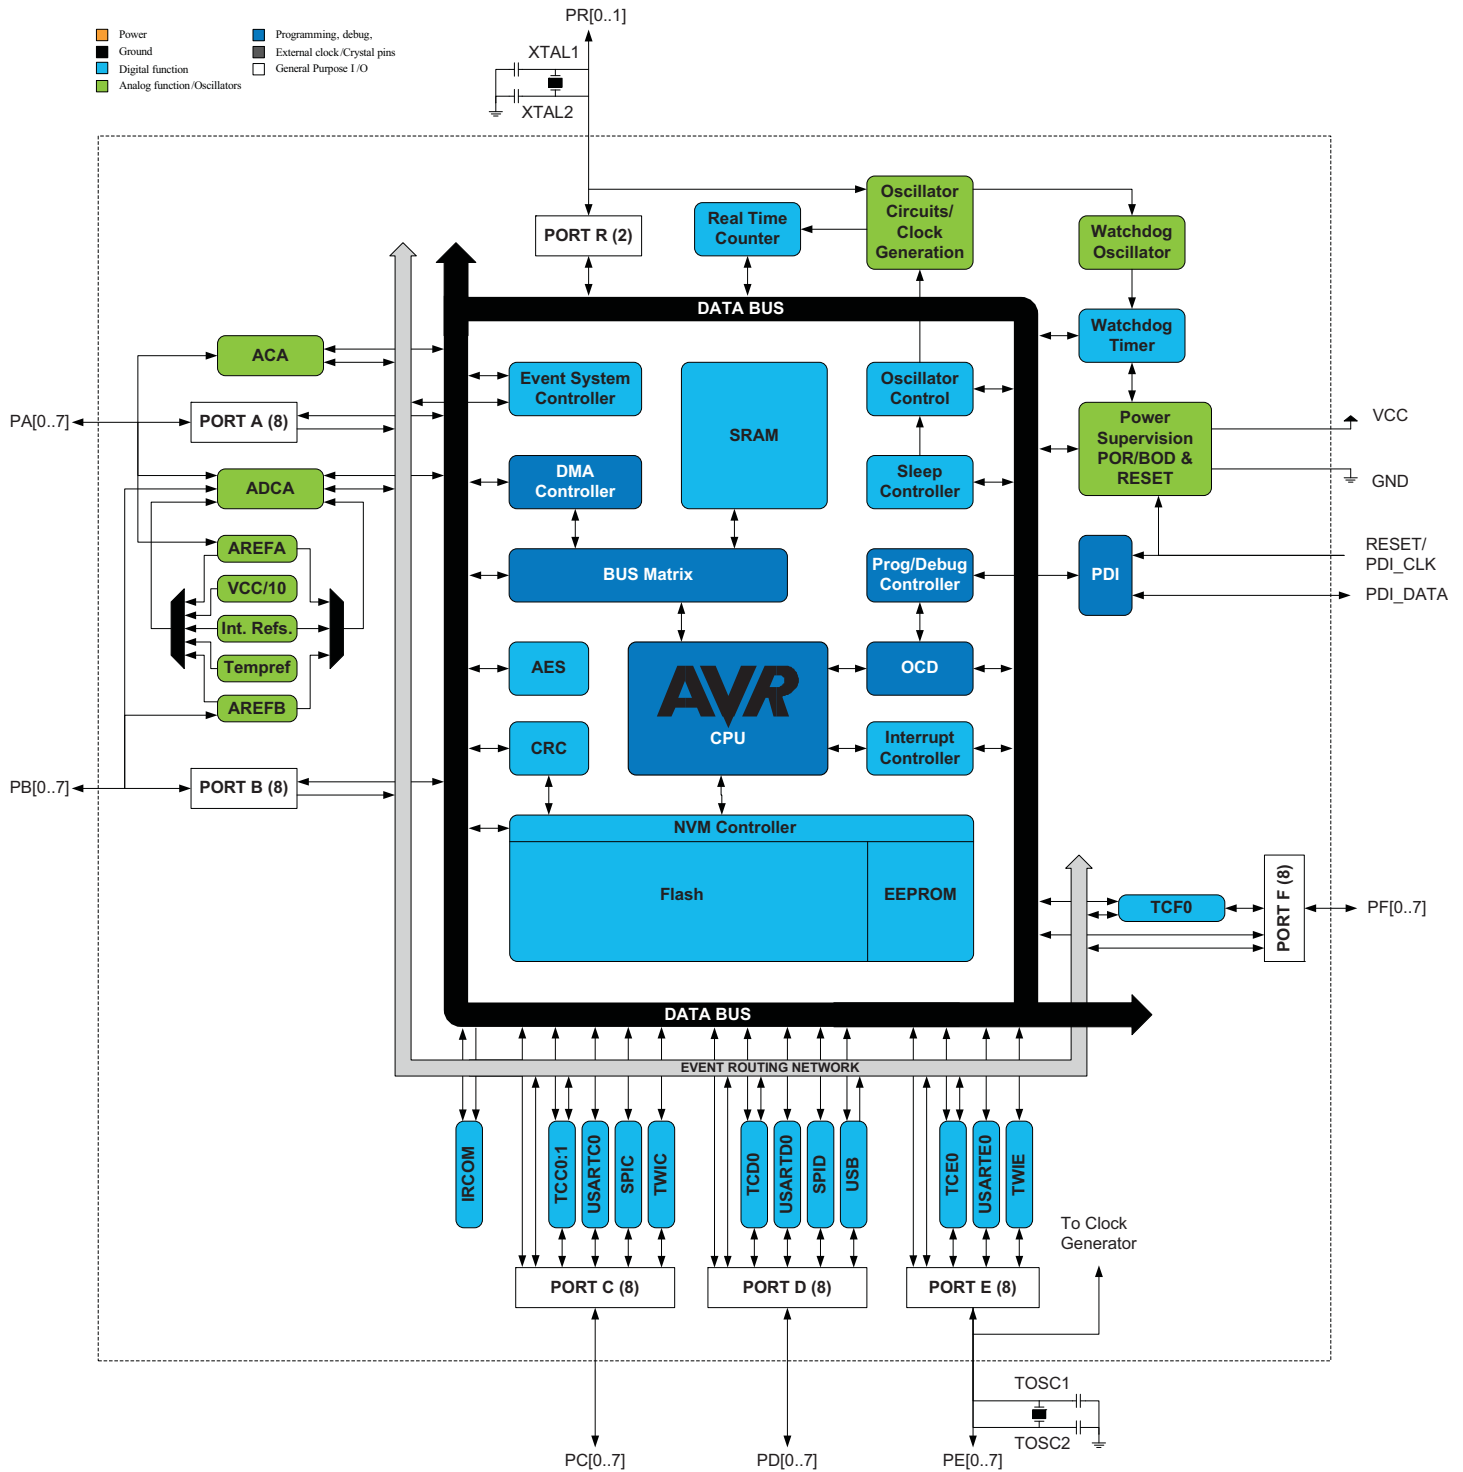 PR[0..1]
Power
Ground
Digital function
Analog function/Oscillators
Programming, debug,
External clock/Crystal pins
General Purpose I/O
XTAL1
XTAL2
PORT R (2)
Real Time
Counter
Oscillator
Circuits/
Clock
Generation
Watchdog
Oscillator
DATA BUS
Watchdog
Timer
ACA
Event System
Controller
SRAM
Oscillator
Control
PA[0..7]
PORT A (8)
Power
Supervision
POR/BOD &
RESET
VCC
GND
ADCA
DMA
Controller
Sleep
Controller
AREFA
VCC/10
Int. Refs.
Tempref
AREFB
BUS Matrix
Prog/Debug
Controller
PDI
RESET/
PDI_CLK
PDI_DATA
AES
AVR
CPU
OCD
CRC
Interrupt
Controller
PB[0..7]
PORT B (8)
NVM Controller
Flash
EEPROM
TCF0
PORT F (8)
PF[0..7]
DATA BUS
EVENT ROUTING NETWORK
IRCOM
TCC0:1
USARTC0
SPIC
TWIC
TCD0
USARTD0
SPID
USB
TCE0
USARTE0
TWIE
To Clock
Generator
PORT C (8)
PORT D (8)
PORT E (8)
TOSC1
TOSC2
PC[0..7]
PD[0..7]
PE[0..7]